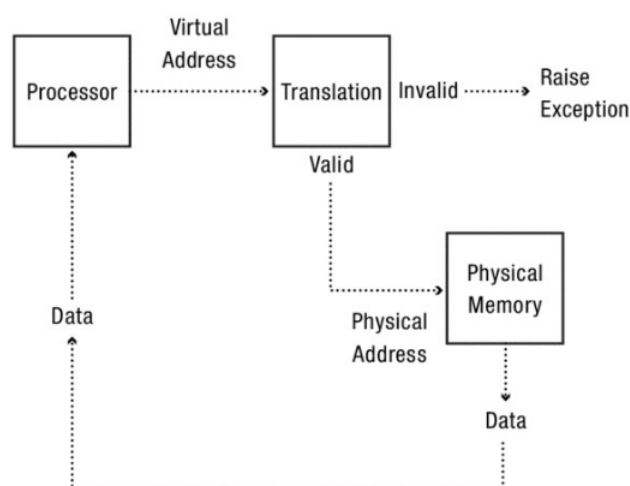 Virtual
Address
Processor
Translation
Invalid
Raise
Exception
Valid
Physical
Memory
Physical
Address
Data
Data